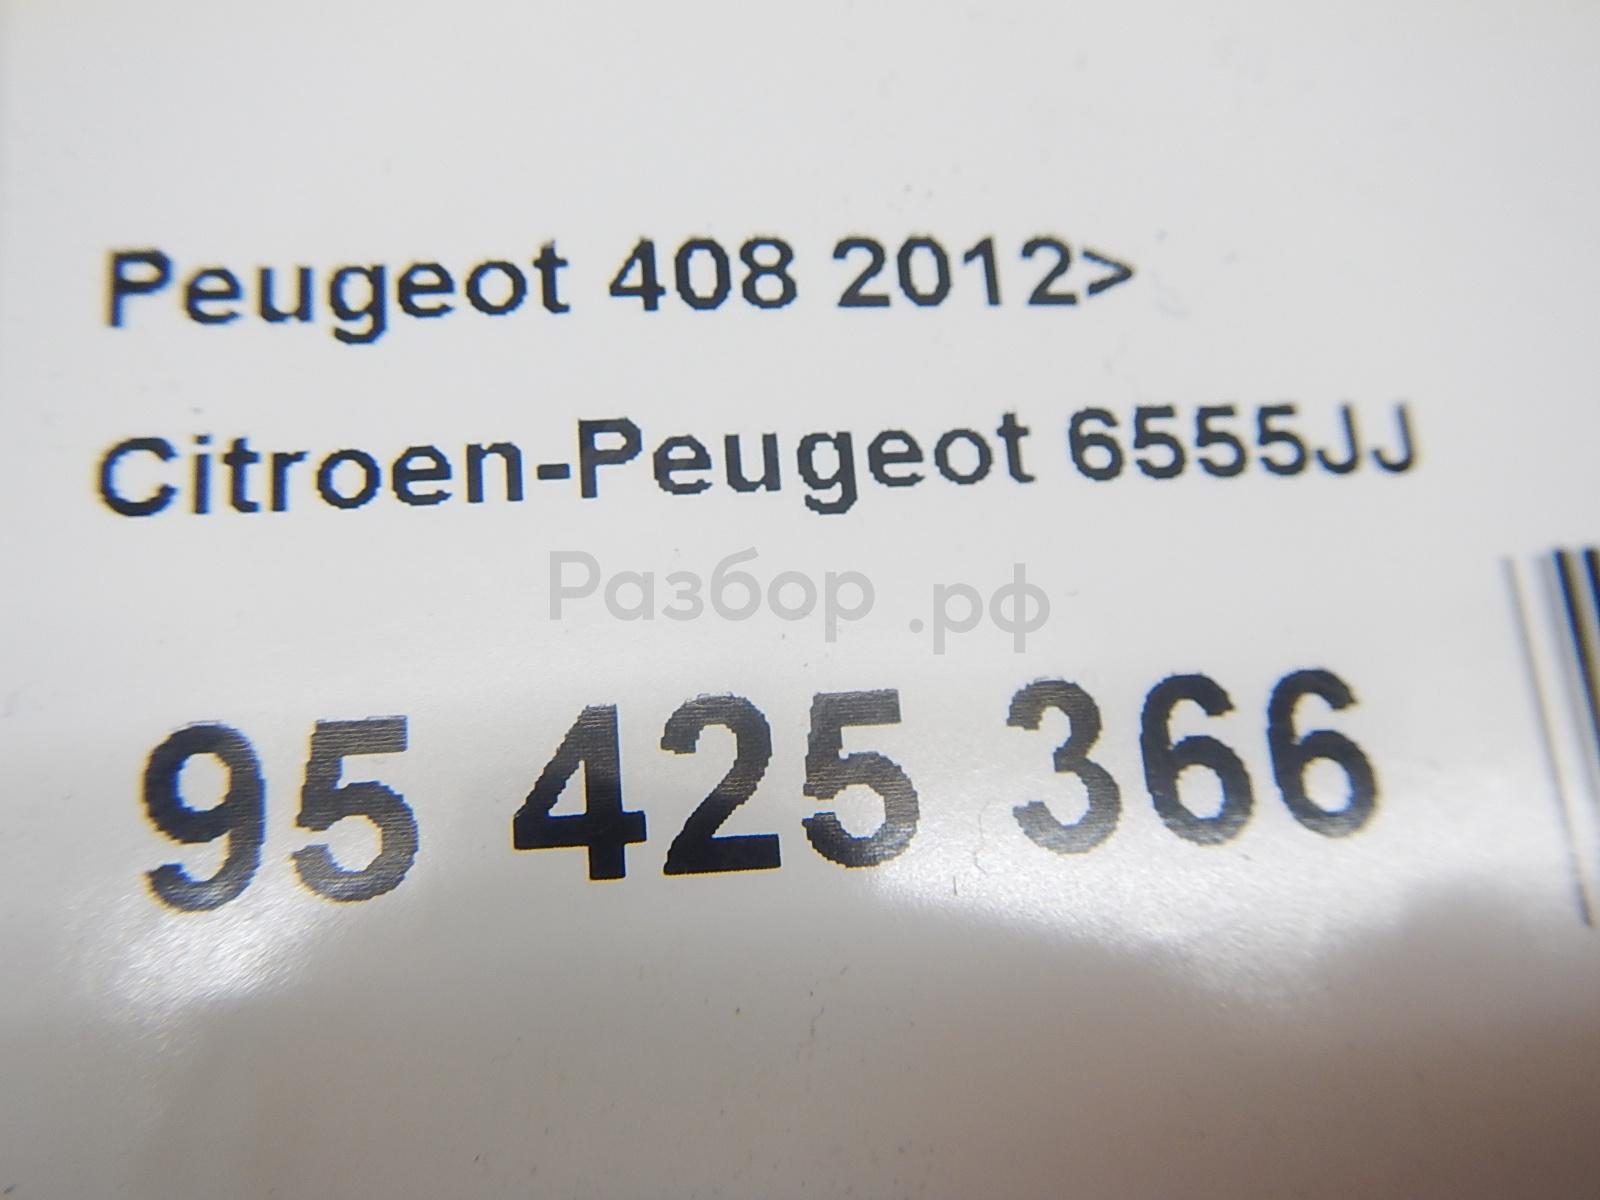 Peugeot 408 2012>
Citroen-Peugeot 6555JJ
Разбор.рф
95 425 366